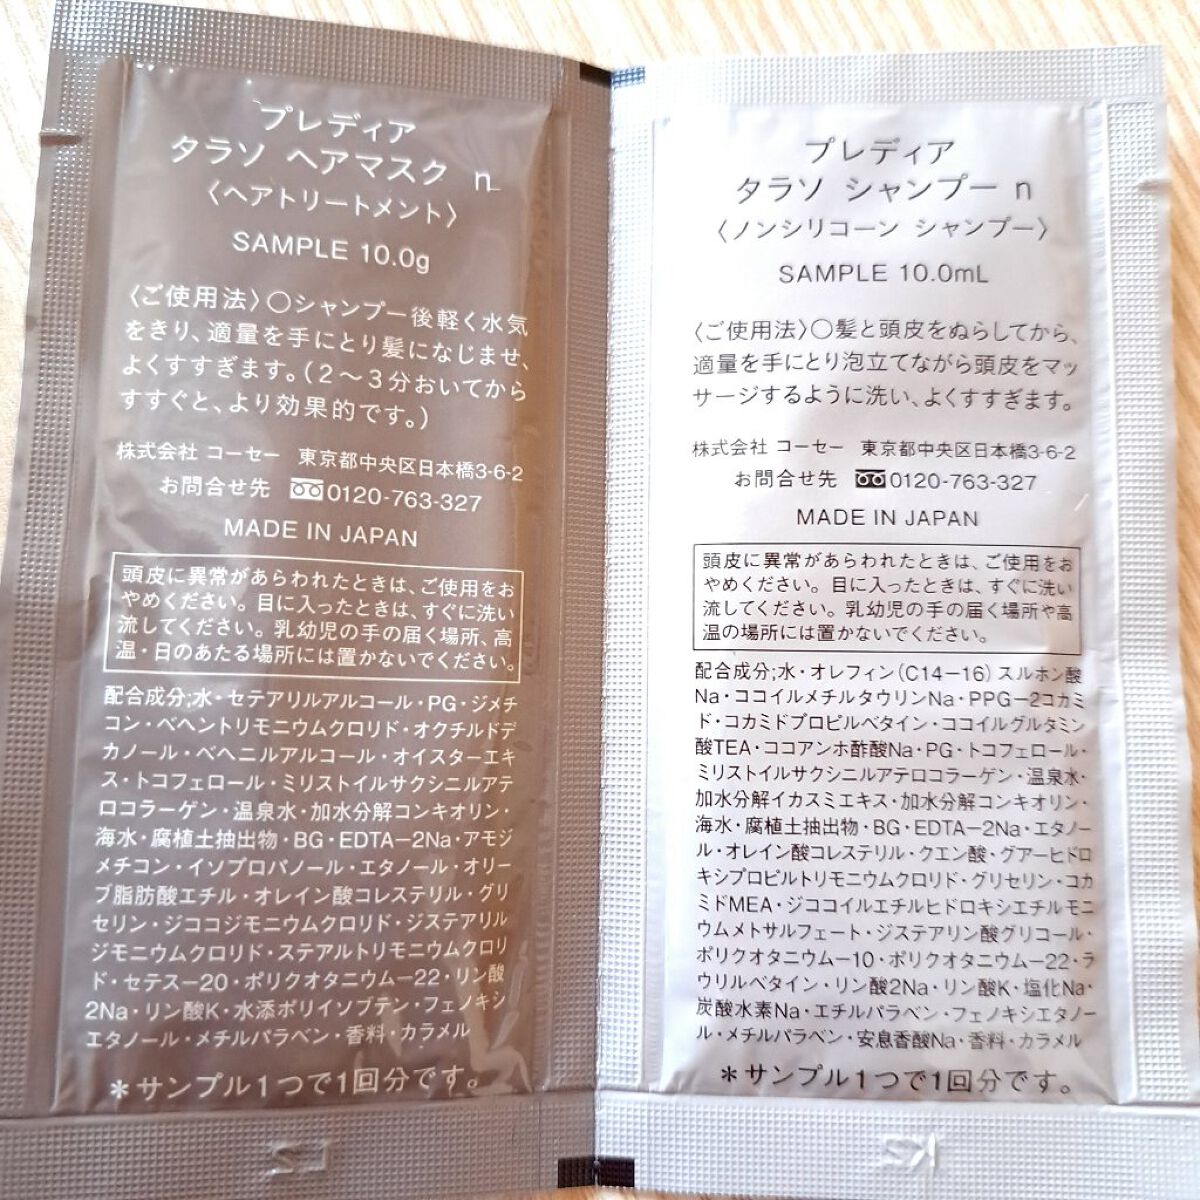 プレディア
タラソ ヘアマスク n
〈ヘアトリートメント〉
SAMPLE 10.0g
〈ご使用法〉○シャンプー後軽く水気
をきり、適量を手にとり髪になじませ、
よくすすぎます。(2〜3分おいてから
すすぐと、より効果的です。)
株式会社 コーセー 東京都中央区日本橋3-6-2
お問合せ先 0120-763-327
MADE IN JAPAN
頭皮に異常があらわれたときは、ご使用をお
やめください。目に入ったときは、すぐに洗い
流してください。乳幼児の手の届く場所、高
温・日のあたる場所には置かないでください。
配合成分;水・セテアリルアルコール・PG・ジメチ
コン・ベヘントリモニウムクロリド・オクチルドデ
カノール・ベヘニルアルコール・オイスターエキ
ス・トコフェロール・ミリストイルサクシニルアテ
ロコラーゲン・温泉水・加水分解コンキオリン・
海水・腐植土抽出物・BG・EDTAー2Na・アモジ
メチコン・イソプロパノール・エタノール・オリー
ブ脂肪酸エチル・オレイン酸コレステリル・グリ
セリン・ジココジモニウムクロリド・ジステアリル
ジモニウムクロリド・ステアルトリモニウムクロリ
ド・セテスー20・ポリクオタニウムー22・リン酸
2Na・リン酸K・水添ポリイソブテン・フェノキシ
エタノール・メチルパラベン・香料・カラメル
＊サンプル1つで1回分です。
プレディア
タラソ シャンプー n
〈ノンシリコーン シャンプー〉
SAMPLE 10.0mL
〈ご使用法〉○髪と頭皮をぬらしてから、
適量を手にとり泡立てながら頭皮をマッ
サージするように洗い、よくすすぎます。
株式会社 コーセー 東京都中央区日本橋3-6-2
お問合せ先 0120-763-327
MADE IN JAPAN
頭皮に異常があらわれたときは、ご使用をお
やめください。目に入ったときは、すぐに洗い
流してください。乳幼児の手の届く場所や高
温の場所には置かないでください。
配合成分;水・オレフィン(C14ー16)スルホン酸
Na・ココイルメチルタウリンNa・PPGー2コカミ
ド・コカミドプロピルベタイン・ココイルグルタミン
酸TEA・ココアンホ酢酸Na・PG・トコフェロール・
ミリストイルサクシニルアテロコラーゲン・温泉水・
加水分解イカスミエキス・加水分解コンキオリン・
海水・腐植土抽出物・BG・EDTAー2Na・エタノー
ル・オレイン酸コレステリル・クエン酸・グアーヒドロ
キシプロピルトリモニウムクロリド・グリセリン・コカ
ミドMEA・ジココイルエチルヒドロキシエチルモニ
ウムメトサルフェート・ジステアリン酸グリコール・
ポリクオタニウムー10・ポリクオタニウムー22・ラ
ウリルベタイン・リン酸2Na・リン酸K・塩化Na・
炭酸水素Na・エチルパラベン・フェノキシエタノー
ル・メチルパラベン・安息香酸Na・香料・カラメル
＊サンプル1つで1回分です。